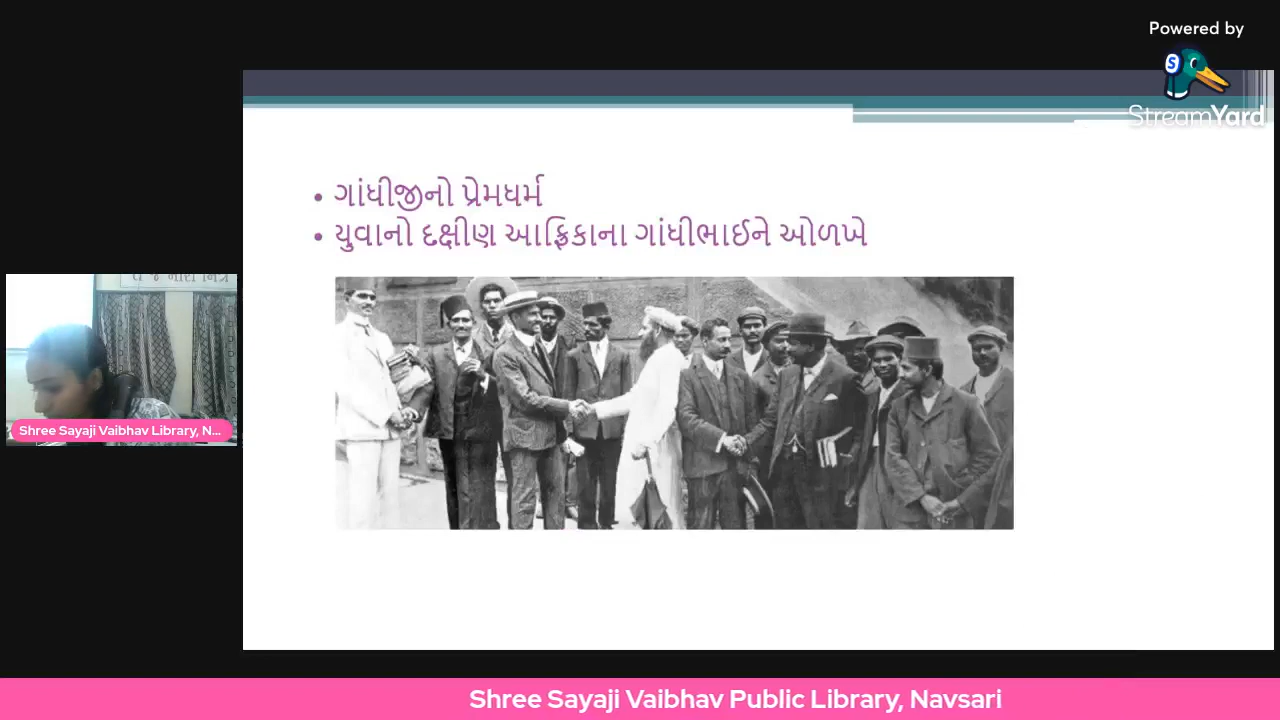 Powered by
StreamYard
• ગાંધીજીનો પ્રેમધર્મ
• યુવાનો દક્ષીણ આફ્રિકાના ગાંધીભાઈને ઓળખે
Shree Sayaji Vaibhav Library, N...
Shree Sayaji Vaibhav Public Library, Navsari